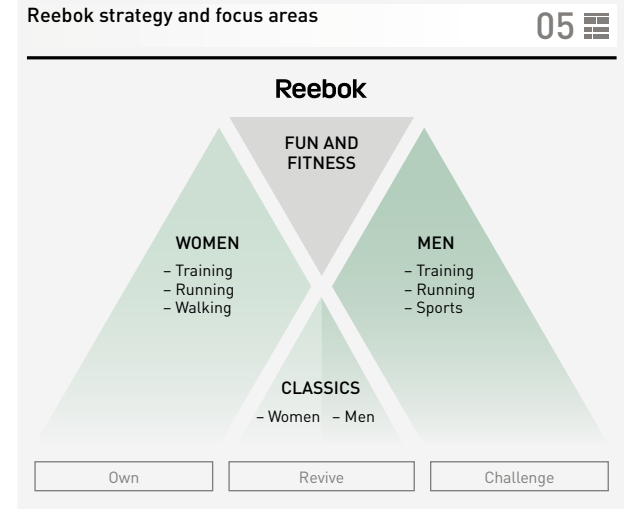 Reebok strategy and focus areas
05
Reebok
FUN AND
FITNESS
WOMEN
– Training
– Running
– Walking
MEN
– Training
– Running
– Sports
CLASSICS
– Women – Men
Own
Revive
Challenge